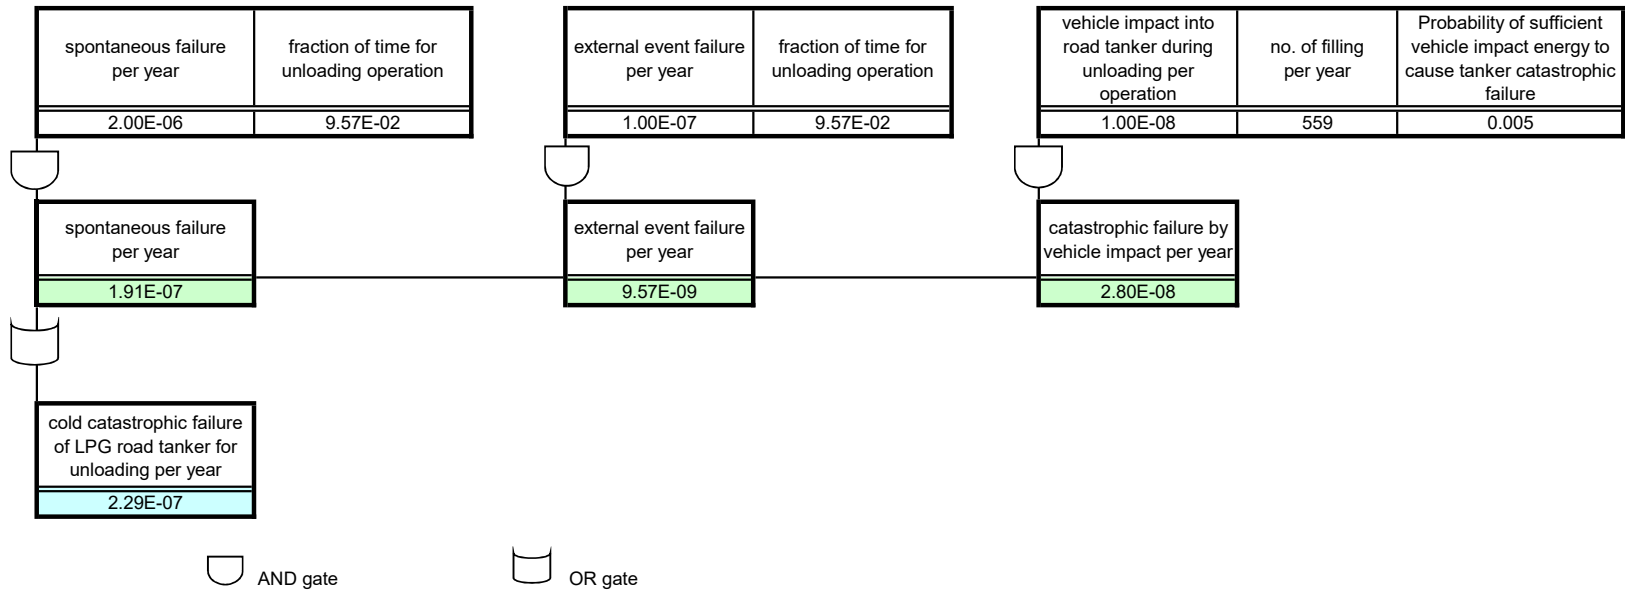 spontaneous failure
per year
fraction of time for
unloading operation
2.00E-06
9.57E-02
external event failure
per year
fraction of time for
unloading operation
1.00E-07
9.57E-02
vehicle impact into
road tanker during
unloading per
operation
no. of filling
per year
Probability of sufficient
vehicle impact energy to
cause tanker catastrophic
failure
1.00E-08
559
0.005
spontaneous failure
per year
1.91E-07
external event failure
per year
9.57E-09
catastrophic failure by
vehicle impact per year
2.80E-08
cold catastrophic failure
of LPG road tanker for
unloading per year
2.29E-07
AND gate
OR gate